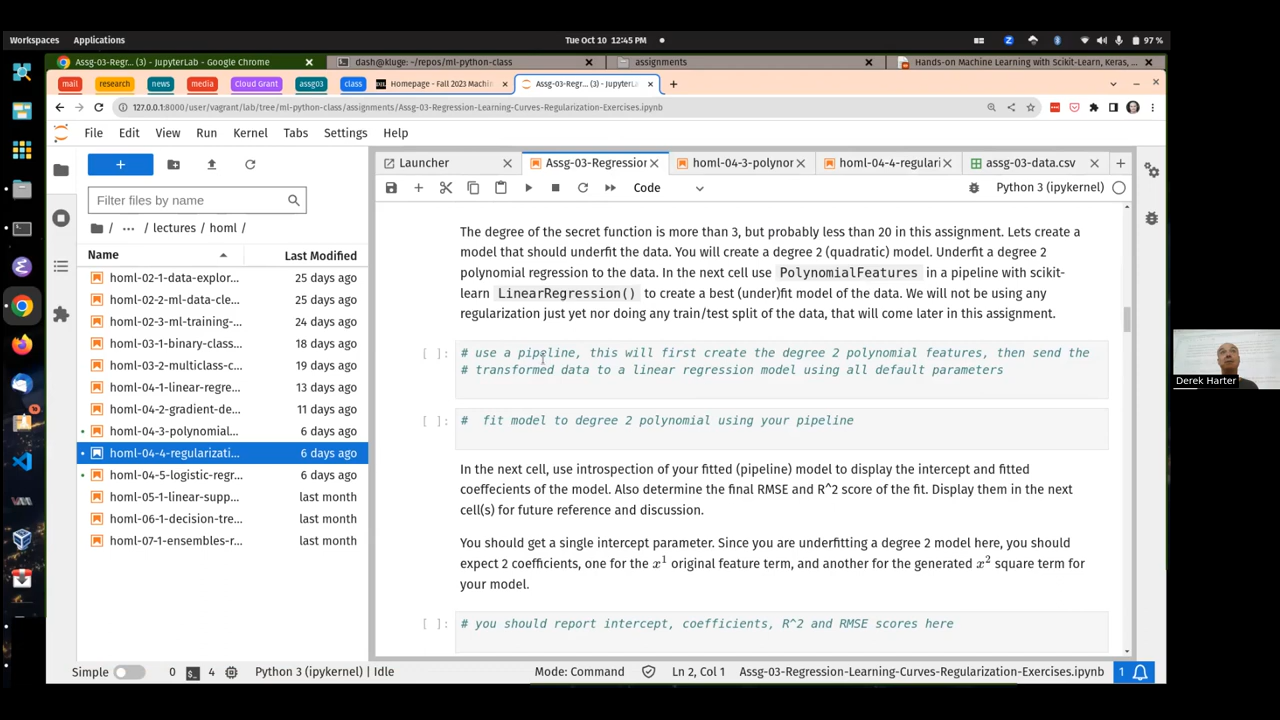 Workspaces Applications Tue Oct 10 12:45 PM 97 %
Assg-03-Regr... (3) - JupyterLab - Google Chrome dash@kluge: ~/repos/ml-python-class assignments Hands-on Machine Learning with Scikit-Learn, Keras, ...
mail research news media Cloud Grant assg03 class Homepage - Fall 2023 Machin Assg-03-Regr... (3) - JupyterL
127.0.0.1:8000/user/vagrant/lab/tree/ml-python-class/assignments/Assg-03-Regression-Learning-Curves-Regularization-Exercises.ipynb
File Edit View Run Kernel Tabs Settings Help
Launcher Assg-03-Regression homl-04-3-polynor homl-04-4-regulari assg-03-data.csv
Code Python 3 (ipykernel)
Filter files by name
/ ... / lectures / homl /
Name Last Modified
homl-02-1-data-explor... 25 days ago
homl-02-2-ml-data-cle... 25 days ago
homl-02-3-ml-training-... 24 days ago
homl-03-1-binary-class... 18 days ago
homl-03-2-multiclass-c... 19 days ago
homl-04-1-linear-regre... 13 days ago
homl-04-2-gradient-de... 11 days ago
homl-04-3-polynomial... 6 days ago
homl-04-4-regularizati... 6 days ago
homl-04-5-logistic-regr... 6 days ago
homl-05-1-linear-supp... last month
homl-06-1-decision-tre... last month
homl-07-1-ensembles-r... last month
The degree of the secret function is more than 3, but probably less than 20 in this assignment. Lets create a
model that should underfit the data. You will create a degree 2 (quadratic) model. Underfit a degree 2
polynomial regression to the data. In the next cell use PolynomialFeatures in a pipeline with scikit-
learn LinearRegression() to create a best (under)fit model of the data. We will not be using any
regularization just yet nor doing any train/test split of the data, that will come later in this assignment.
[ ]: # use a pipeline, this will first create the degree 2 polynomial features, then send the
# transformed data to a linear regression model using all default parameters
[ ]: # fit model to degree 2 polynomial using your pipeline
In the next cell, use introspection of your fitted (pipeline) model to display the intercept and fitted
coeffecients of the model. Also determine the final RMSE and R^2 score of the fit. Display them in the next
cell(s) for future reference and discussion.
You should get a single intercept parameter. Since you are underfitting a degree 2 model here, you should
expect 2 coefficients, one for the x¹ original feature term, and another for the generated x² square term for
your model.
[ ]: # you should report intercept, coefficients, R^2 and RMSE scores here
Derek Harter
Simple 0 4 Python 3 (ipykernel) | Idle Mode: Command Ln 2, Col 1 Assg-03-Regression-Learning-Curves-Regularization-Exercises.ipynb 1